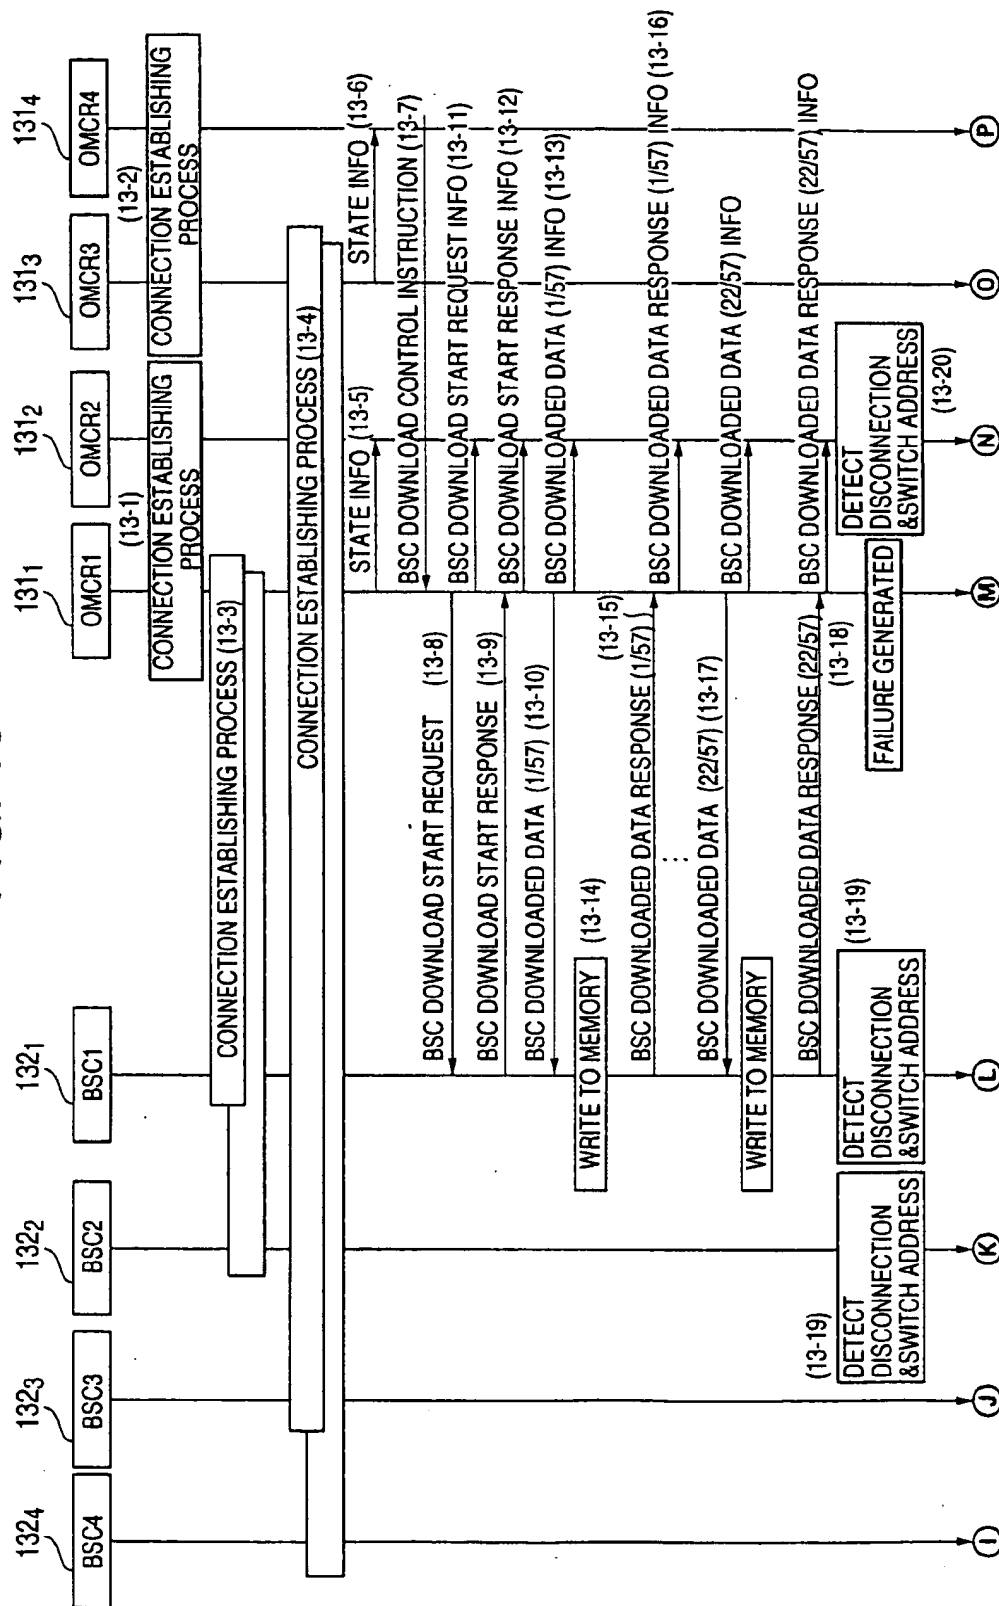 1324
BSC4
1323
BSC3
1322
BSC2
1321
BSC1
1311
OMCR1
1312
OMCR2
1313
OMCR3
1314
OMCR4
(13-1)
CONNECTION ESTABLISHING
PROCESS
(13-2)
CONNECTION ESTABLISHING
PROCESS
CONNECTION ESTABLISHING PROCESS (13-3)
CONNECTION ESTABLISHING PROCESS (13-4)
STATE INFO (13-5)
STATE INFO (13-6)
BSC DOWNLOAD CONTROL INSTRUCTION (13-7)
BSC DOWNLOAD START REQUEST (13-8)
BSC DOWNLOAD START REQUEST INFO (13-11)
BSC DOWNLOAD START RESPONSE (13-9)
BSC DOWNLOAD START RESPONSE INFO (13-12)
BSC DOWNLOADED DATA (1/57) (13-10)
BSC DOWNLOADED DATA (1/57) INFO (13-13)
WRITE TO MEMORY
(13-14)
(13-15)
BSC DOWNLOADED DATA RESPONSE (1/57)
BSC DOWNLOADED DATA RESPONSE (1/57) INFO (13-16)
BSC DOWNLOADED DATA (22/57) (13-17)
BSC DOWNLOADED DATA (22/57) INFO
WRITE TO MEMORY
BSC DOWNLOADED DATA RESPONSE (22/57)
(13-18)
BSC DOWNLOADED DATA RESPONSE (22/57) INFO
(13-19)
DETECT
DISCONNECTION
&SWITCH ADDRESS
DETECT
DISCONNECTION
&SWITCH ADDRESS
(13-19)
FAILURE GENERATED
DETECT
DISCONNECTION
&SWITCH ADDRESS
(13-20)
I
J
K
L
M
N
O
P